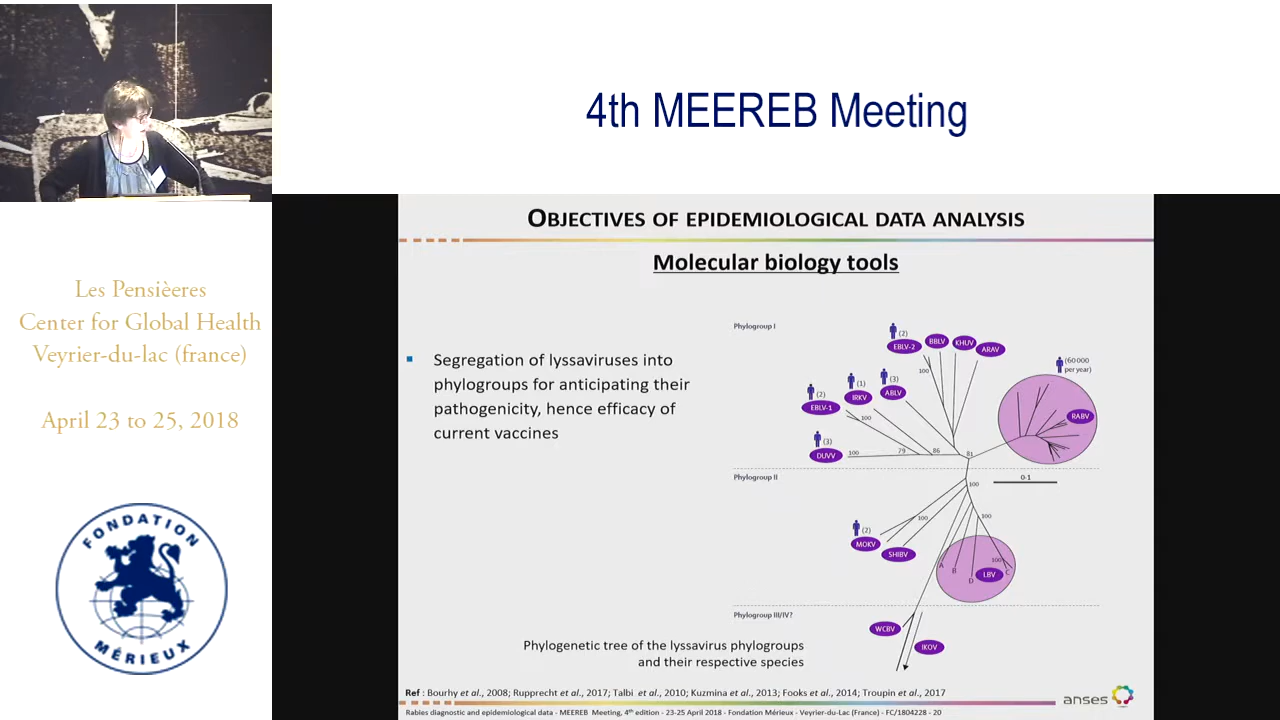 4th MEEREB Meeting
Les Pensièeres
Center for Global Health
Veyrier-du-lac (france)
April 23 to 25, 2018
FONDATION
MÉRIEUX
OBJECTIVES OF EPIDEMIOLOGICAL DATA ANALYSIS
Molecular biology tools
Segregation of lyssaviruses into
phylogroups for anticipating their
pathogenicity, hence efficacy of
current vaccines
Phylogroup I
(2)
EBLV-2
BBLV
KHUV
ARAV
(60 000
per year)
100
(3)
ABLV
(1)
IRKV
(2)
EBLV-1
100
RABV
(3)
DUVV
100
79
86
81
Phylogroup II
0·1
100
100
100
(2)
MOKV
SHIBV
100
A
B
D
LBV
C
Phylogroup III/IV?
WCBV
IKOV
Phylogenetic tree of the lyssavirus phylogroups
and their respective species
Ref : Bourhy et al., 2008; Rupprecht et al., 2017; Talbi et al., 2010; Kuzmina et al., 2013; Fooks et al., 2014; Troupin et al., 2017
anses
Rabies diagnostic and epidemiological data - MEEREB Meeting, 4th edition - 23-25 April 2018 - Fondation Mérieux - Veyrier-du-Lac (France) - FC/1804228 - 20